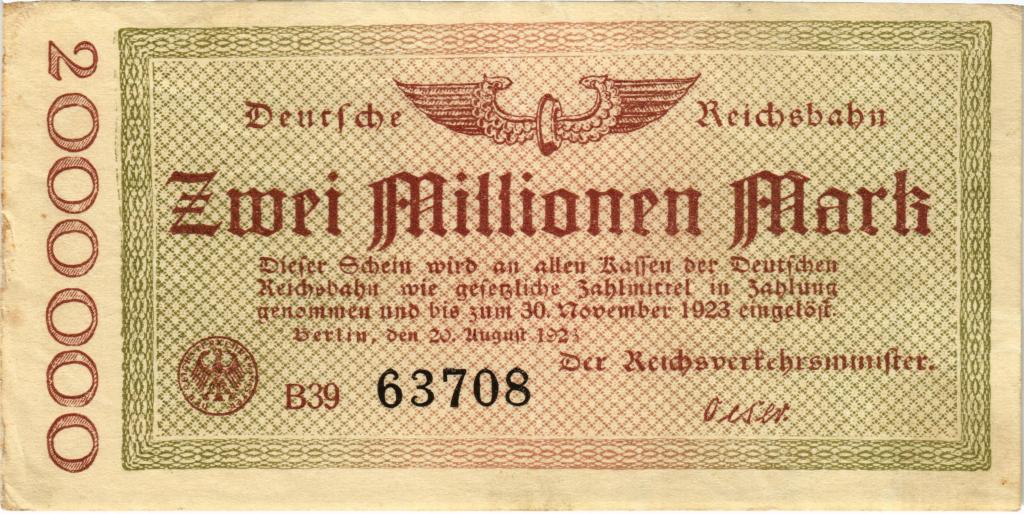 2000000
Deutsche Reichsbahn
Zwei Millionen Mark
Dieser Schein wird an allen Kassen der Deutschen
Reichsbahn wie gesetzliche Zahlmittel in Zahlung
genommen und bis zum 30. November 1923 eingelöst.
Berlin, den 20. August 1923
Der Reichsverkehrsminister.
B39 63708
Oeser